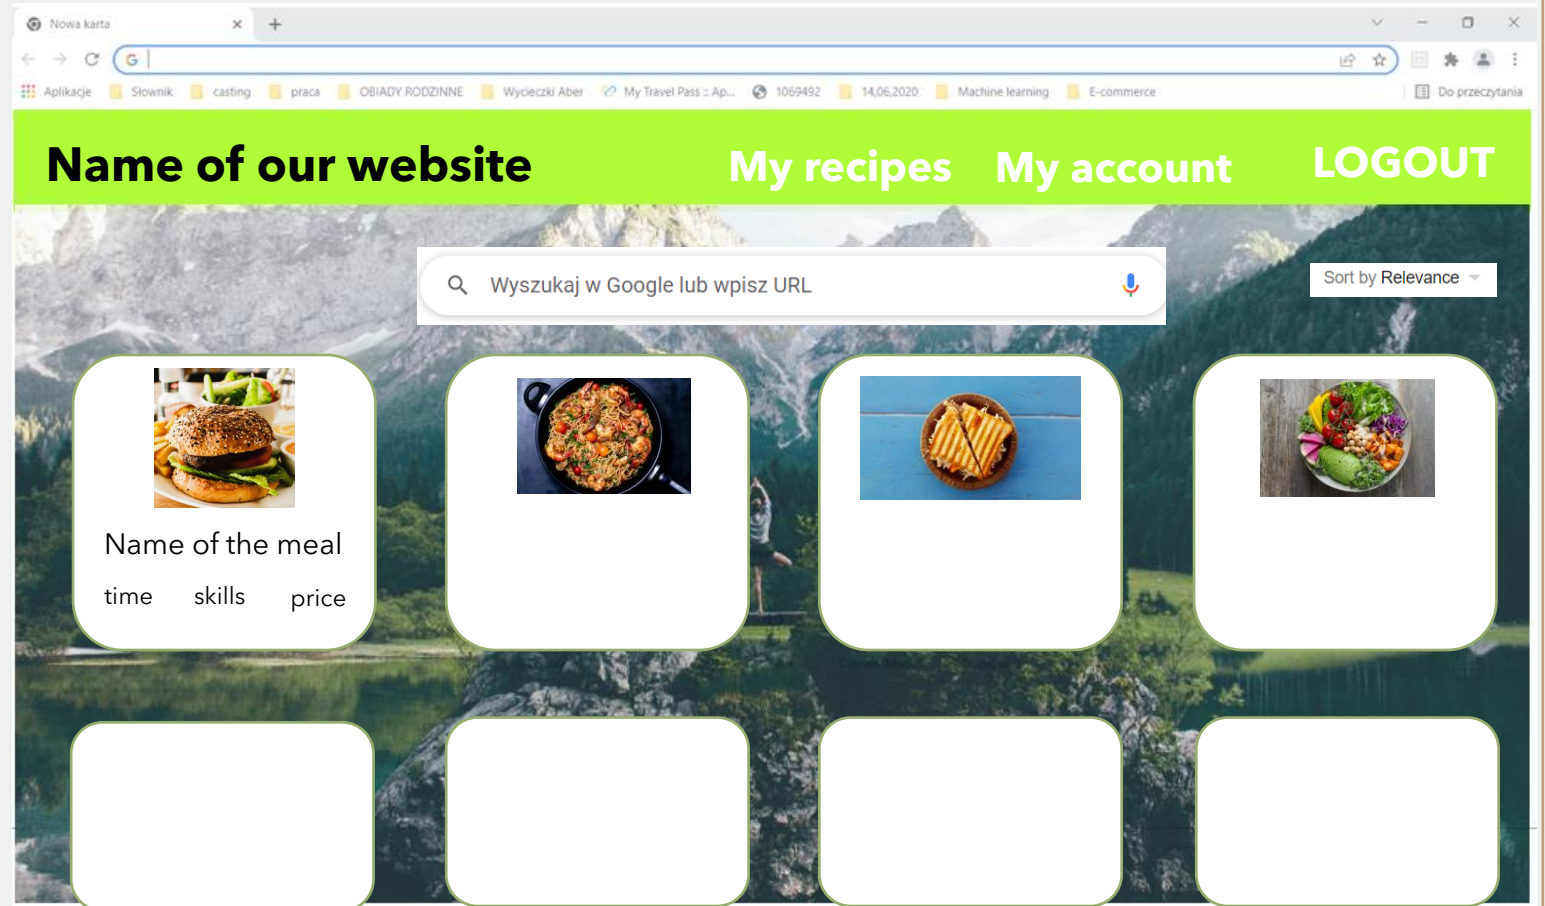 Nowa karta
Aplikacje Słownik casting praca OBIADY RODZINNE Wycieczki Aber My Travel Pass :: Ap... 1069492 14,06,2020 Machine learning E-commerce Do przeczytania
Name of our website My recipes My account LOGOUT
Wyszukaj w Google lub wpisz URL
Sort by Relevance
Name of the meal
time skills price